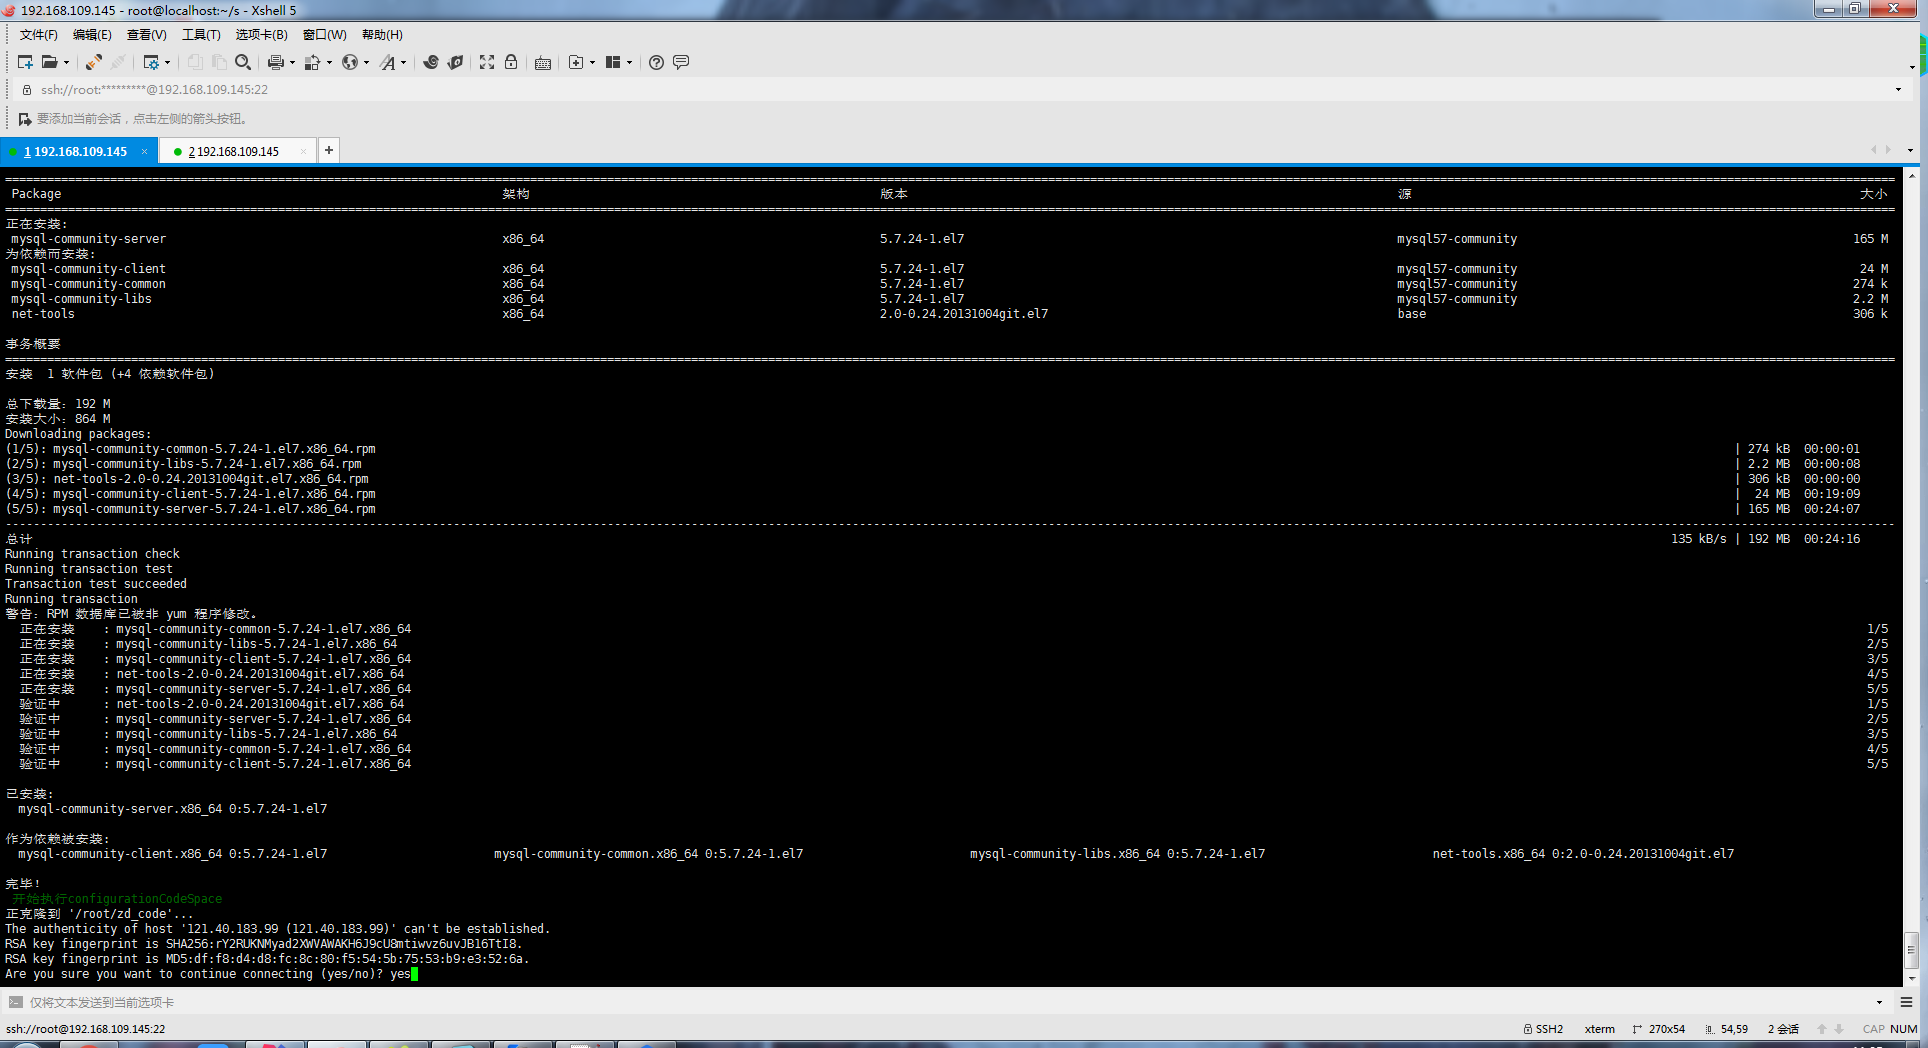 192.168.109.145 - root@localhost:~/s - Xshell 5
文件(F) 编辑(E) 查看(V) 工具(T) 选项卡(B) 窗口(W) 帮助(H)
ssh://root:*********@192.168.109.145:22
要添加当前会话，点击左侧的箭头按钮。
1 192.168.109.145 × 2 192.168.109.145 × +
Package 架构 版本 源 大小
正在安装:
mysql-community-server x86_64 5.7.24-1.el7 mysql57-community 165 M
为依赖而安装:
mysql-community-client x86_64 5.7.24-1.el7 mysql57-community 24 M
mysql-community-common x86_64 5.7.24-1.el7 mysql57-community 274 k
mysql-community-libs x86_64 5.7.24-1.el7 mysql57-community 2.2 M
net-tools x86_64 2.0-0.24.20131004git.el7 base 306 k
事务概要
安装 1 软件包 (+4 依赖软件包)
总下载量：192 M
安装大小：864 M
Downloading packages:
(1/5): mysql-community-common-5.7.24-1.el7.x86_64.rpm | 274 kB 00:00:01
(2/5): mysql-community-libs-5.7.24-1.el7.x86_64.rpm | 2.2 MB 00:00:08
(3/5): net-tools-2.0-0.24.20131004git.el7.x86_64.rpm | 306 kB 00:00:00
(4/5): mysql-community-client-5.7.24-1.el7.x86_64.rpm | 24 MB 00:19:09
(5/5): mysql-community-server-5.7.24-1.el7.x86_64.rpm | 165 MB 00:24:07
总计 135 kB/s | 192 MB 00:24:16
Running transaction check
Running transaction test
Transaction test succeeded
Running transaction
警告：RPM 数据库已被非 yum 程序修改。
正在安装 : mysql-community-common-5.7.24-1.el7.x86_64 1/5
正在安装 : mysql-community-libs-5.7.24-1.el7.x86_64 2/5
正在安装 : mysql-community-client-5.7.24-1.el7.x86_64 3/5
正在安装 : net-tools-2.0-0.24.20131004git.el7.x86_64 4/5
正在安装 : mysql-community-server-5.7.24-1.el7.x86_64 5/5
验证中 : net-tools-2.0-0.24.20131004git.el7.x86_64 1/5
验证中 : mysql-community-server-5.7.24-1.el7.x86_64 2/5
验证中 : mysql-community-libs-5.7.24-1.el7.x86_64 3/5
验证中 : mysql-community-common-5.7.24-1.el7.x86_64 4/5
验证中 : mysql-community-client-5.7.24-1.el7.x86_64 5/5
已安装:
mysql-community-server.x86_64 0:5.7.24-1.el7
作为依赖被安装:
mysql-community-client.x86_64 0:5.7.24-1.el7 mysql-community-common.x86_64 0:5.7.24-1.el7 mysql-community-libs.x86_64 0:5.7.24-1.el7 net-tools.x86_64 0:2.0-0.24.20131004git.el7
完毕！
开始执行configurationCodeSpace
正克隆到 '/root/zd_code'...
The authenticity of host '121.40.183.99 (121.40.183.99)' can't be established.
RSA key fingerprint is SHA256:rY2RUKNMyad2XWVAWAKH6J9cU8mtiwvz6uvJB16TtI8.
RSA key fingerprint is MD5:df:f8:d4:d8:fc:8c:80:f5:54:5b:75:53:b9:e3:52:6a.
Are you sure you want to continue connecting (yes/no)? yes
仅将文本发送到当前选项卡
ssh://root@192.168.109.145:22 SSH2 xterm 270x54 54,59 2 会话 CAP NUM